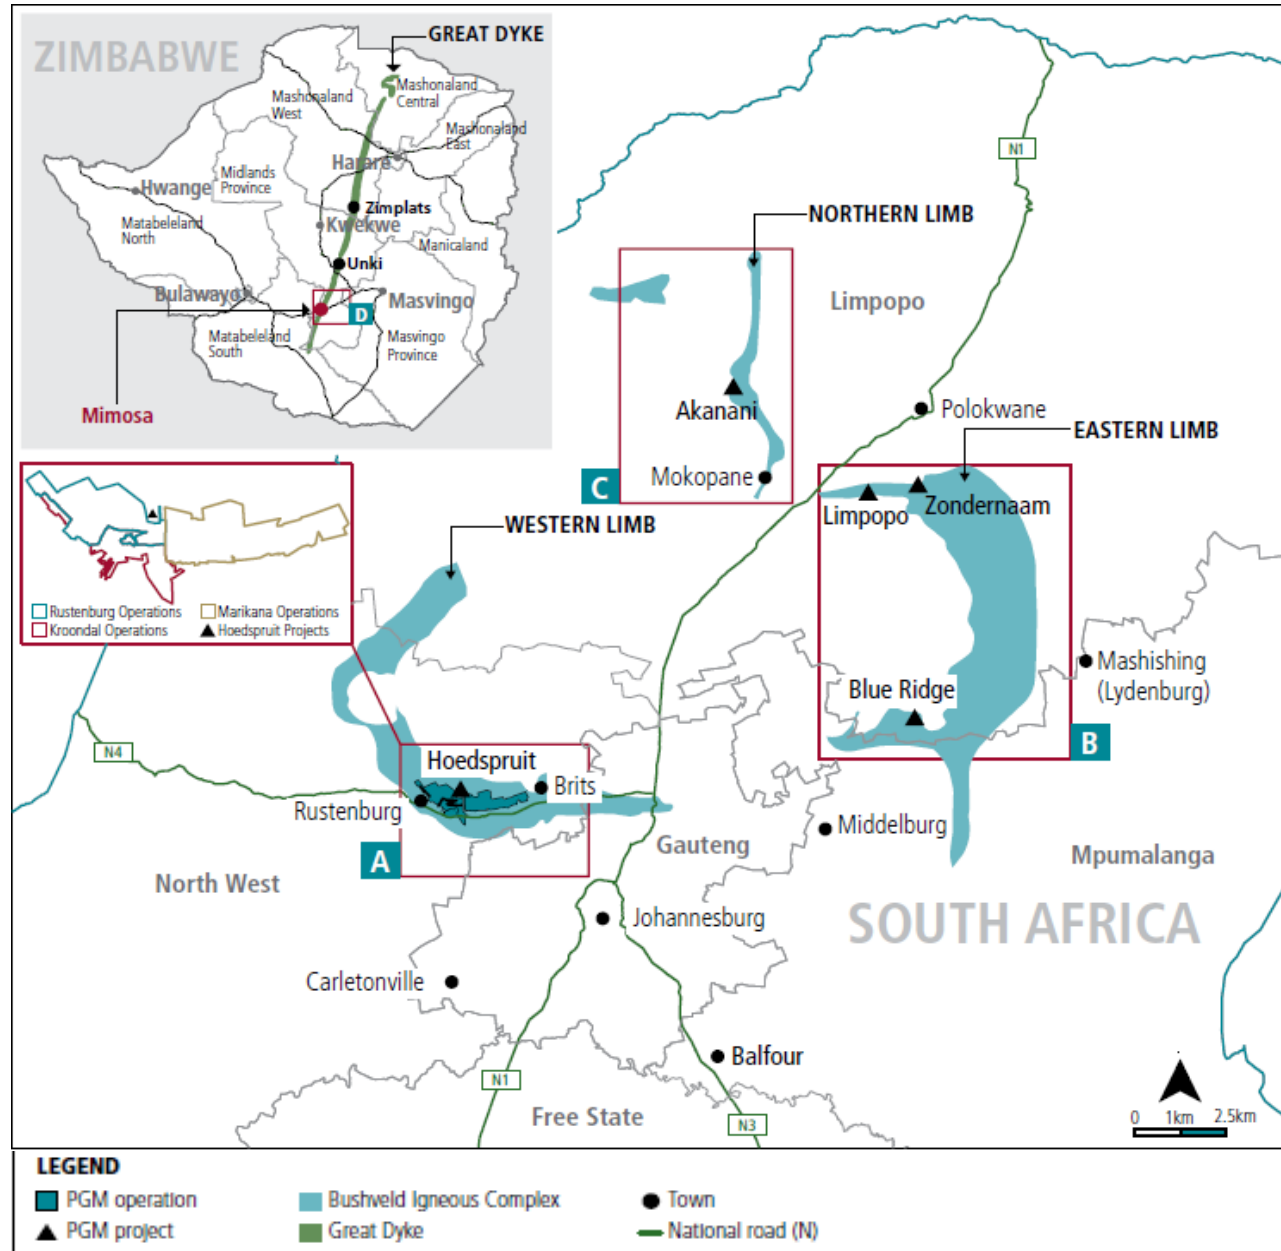 ZIMBABWE
GREAT DYKE
Mashonaland
Central
Mashonaland
West
Mashonaland
East
Harare
Midlands
Province
Hwange
Zimplats
Matabeleland
North
Kwekwe
Manicaland
Unki
Bulawayo
Masvingo
D
Matabeleland
South
Masvingo
Province
Mimosa
N1
NORTHERN LIMB
Limpopo
Akanani
Polokwane
EASTERN LIMB
Mokopane
C
Limpopo
Zondernaam
WESTERN LIMB
Rustenburg Operations
Marikana Operations
Kroondal Operations
Hoedspruit Projects
Mashishing
(Lydenburg)
Blue Ridge
B
N4
Hoedspruit
Brits
Rustenburg
Middelburg
A
Gauteng
Mpumalanga
North West
SOUTH AFRICA
Johannesburg
Carletonville
Balfour
N1
Free State
N3
0 1km 2.5km
LEGEND
PGM operation
Bushveld Igneous Complex
Town
PGM project
Great Dyke
National road (N)